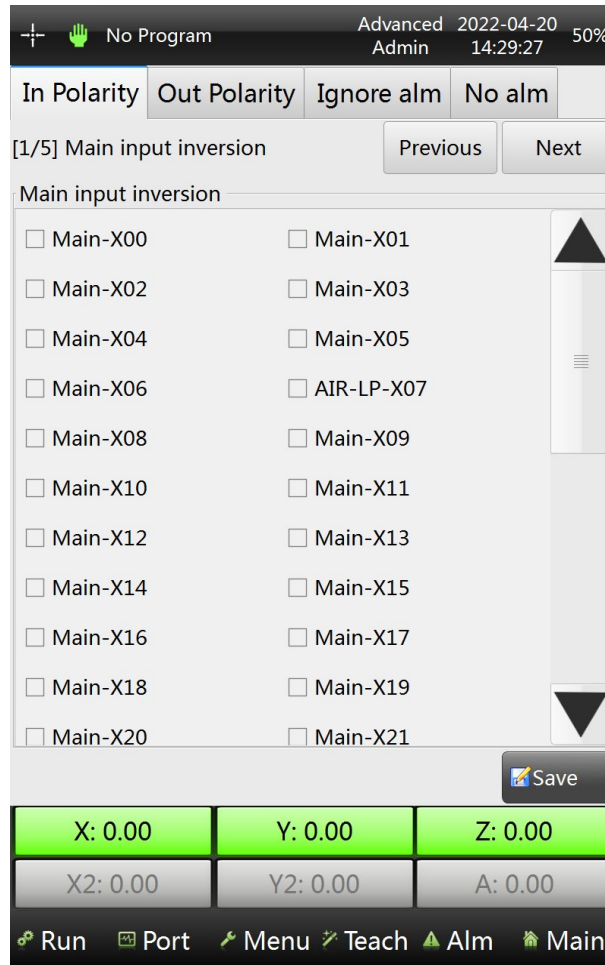 No Program
Advanced
Admin
2022-04-20
14:29:27
50%
In Polarity Out Polarity Ignore alm No alm
[1/5] Main input inversion Previous Next
Main input inversion
Main-X00 Main-X01
Main-X02 Main-X03
Main-X04 Main-X05
Main-X06 AIR-LP-X07
Main-X08 Main-X09
Main-X10 Main-X11
Main-X12 Main-X13
Main-X14 Main-X15
Main-X16 Main-X17
Main-X18 Main-X19
Main-X20 Main-X21
Save
X: 0.00 Y: 0.00 Z: 0.00
X2: 0.00 Y2: 0.00 A: 0.00
Run Port Menu Teach Alm Main